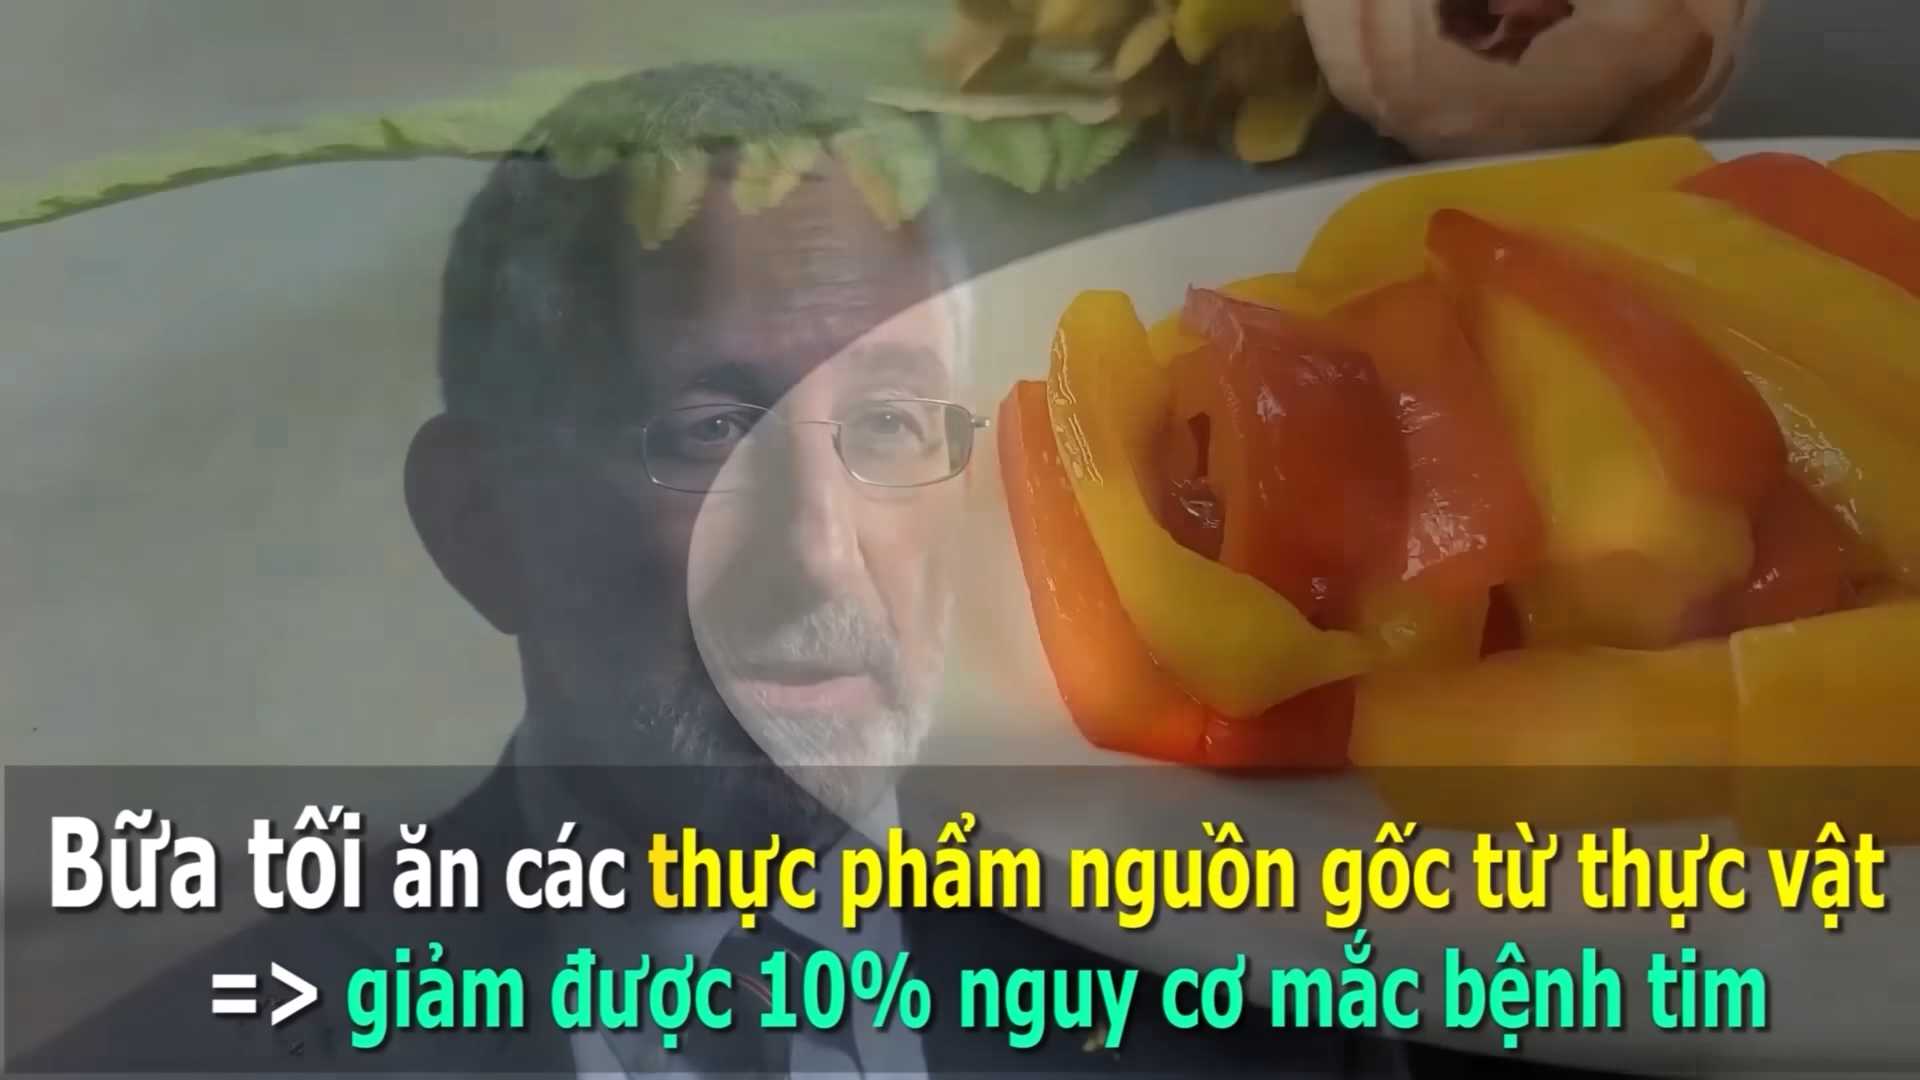 Bữa tối ăn các thực phẩm nguồn gốc từ thực vật
=> giảm được 10% nguy cơ mắc bệnh tim